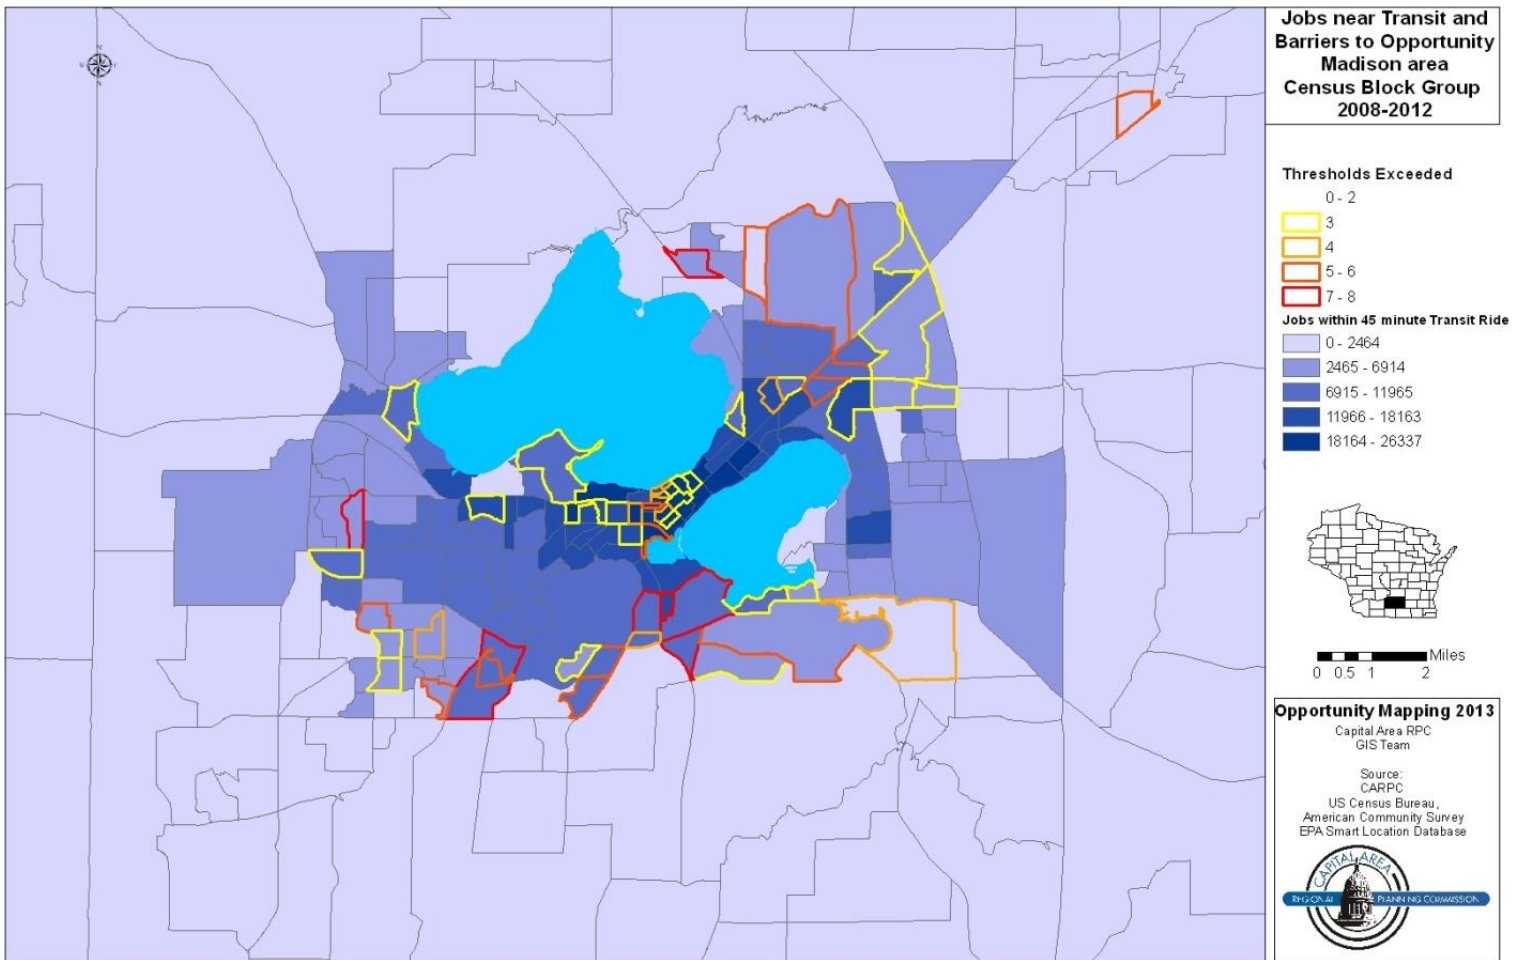 Jobs near Transit and
Barriers to Opportunity
Madison area
Census Block Group
2008-2012
N
W
E
Thresholds Exceeded
0 - 2
3
4
5 - 6
7 - 8
Jobs within 45 minute Transit Ride
0 - 2464
2465 - 6914
6915 - 11965
11966 - 18163
18164 - 26337
Miles
0 0.5 1 2
Opportunity Mapping 2013
Capital Area RPC
GIS Team
Source:
CARPC
US Census Bureau,
American Community Survey
EPA Smart Location Database
CAPITAL AREA
REGIONAL PLANNING COMMISSION